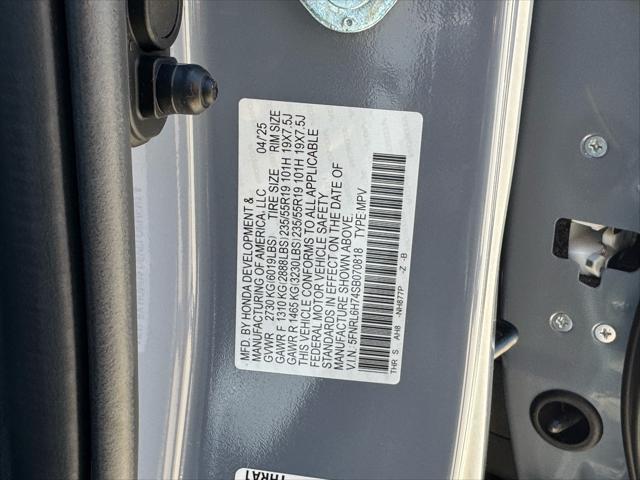 MFD. BY HONDA DEVELOPMENT &
MANUFACTURING OF AMERICA, LLC 04/25
GVWR 2730 KG(6019LBS) TIRE SIZE RIM SIZE
GAWR F 1310 KG(2888LBS)235/55R19 101H 19X7.5J
GAWR R 1465 KG(3230LBS)235/55R19 101H 19X7.5J
THIS VEHICLE CONFORMS TO ALL APPLICABLE
FEDERAL MOTOR VEHICLE SAFETY
STANDARDS IN EFFECT ON THE DATE OF
MANUFACTURE SHOWN ABOVE.
V.I.N. 5FNRL6H74SB070818 TYPE:MPV
THR S AH8 -NH877P -Z -B
THRA1